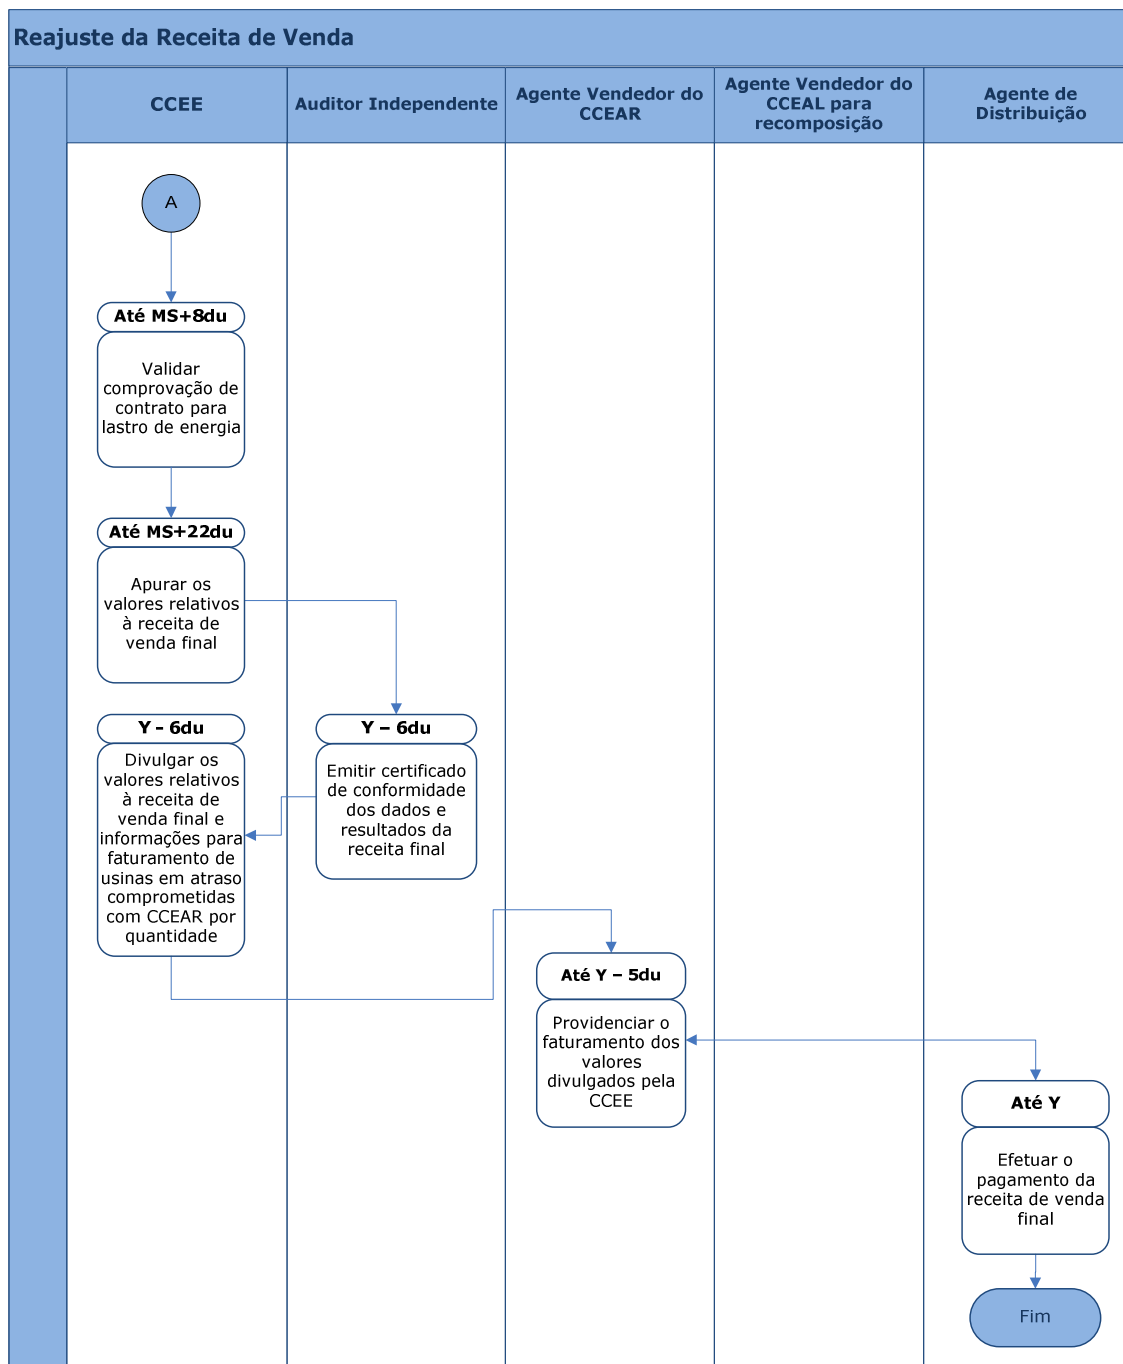 Reajuste da Receita de Venda
CCEE
Auditor Independente
Agente Vendedor do
CCEAR
Agente Vendedor do
CCEAL para
recomposição
Agente de
Distribuição
A
Até MS+8du
Validar
comprovação de
contrato para
lastro de energia
Até MS+22du
Apurar os
valores relativos
à receita de
venda final
Y - 6du
Divulgar os
valores relativos
à receita de
venda final e
informações para
faturamento de
usinas em atraso
comprometidas
com CCEAR por
quantidade
Y – 6du
Emitir certificado
de conformidade
dos dados e
resultados da
receita final
Até Y – 5du
Providenciar o
faturamento dos
valores
divulgados pela
CCEE
Até Y
Efetuar o
pagamento da
receita de venda
final
Fim